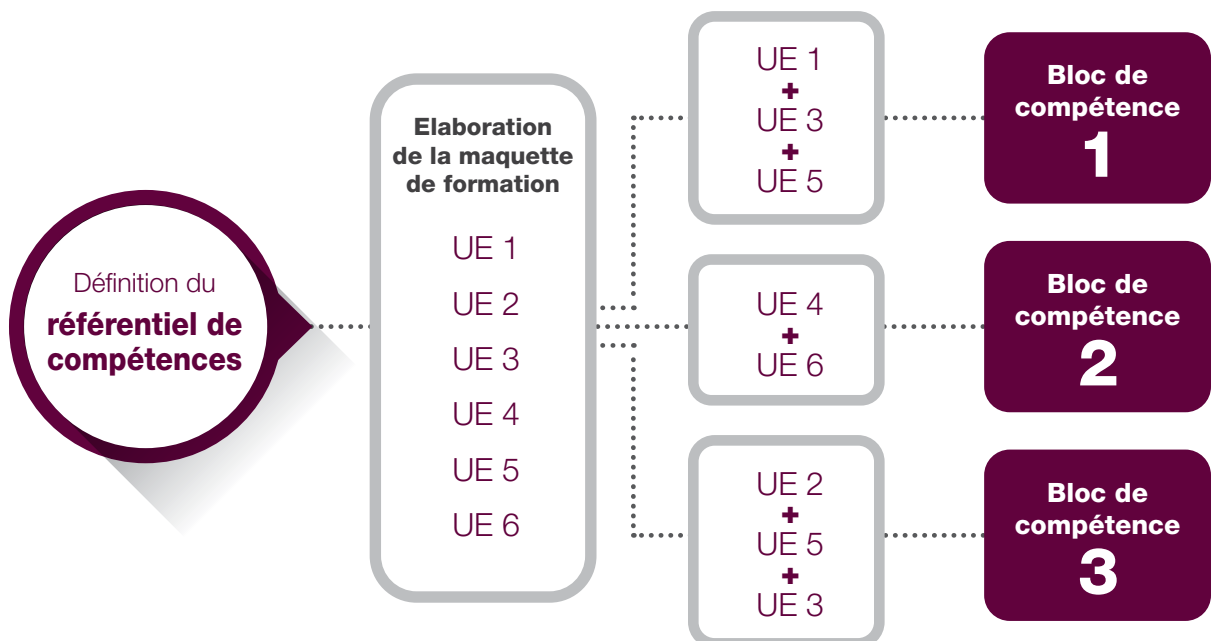 Définition du
référentiel de
compétences
Elaboration
de la maquette
de formation
UE 1
UE 2
UE 3
UE 4
UE 5
UE 6
UE 1
+
UE 3
+
UE 5
Bloc de
compétence
1
UE 4
+
UE 6
Bloc de
compétence
2
UE 2
+
UE 5
+
UE 3
Bloc de
compétence
3